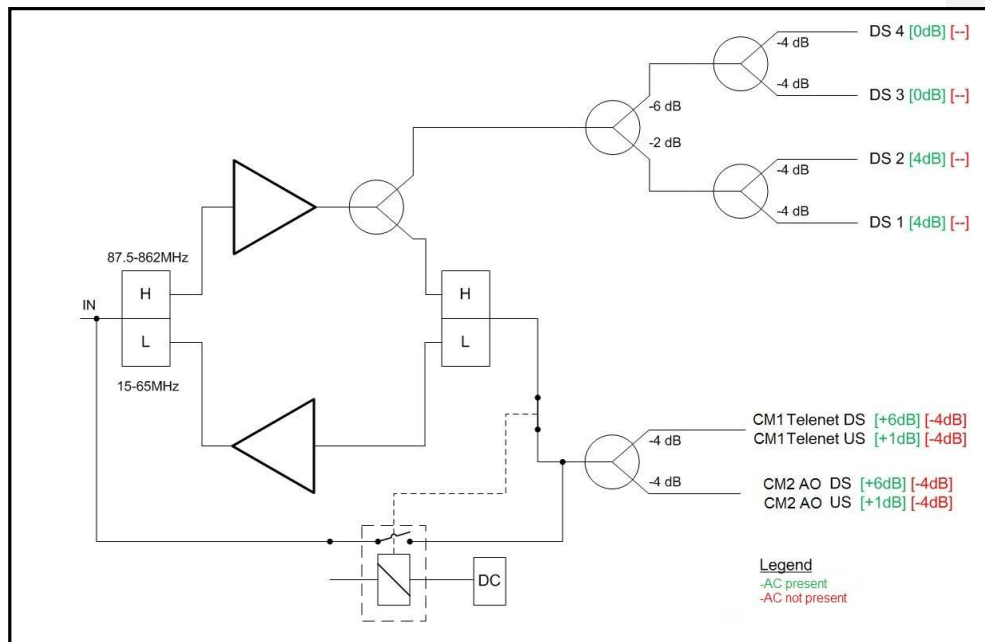 -4 dB
DS 4 [0dB] [--]
-4 dB
DS 3 [0dB] [--]
-6 dB
-2 dB
-4 dB
DS 2 [4dB] [--]
-4 dB
DS 1 [4dB] [--]
87.5-862MHz
H
H
IN
L
L
15-65MHz
CM1 Telenet DS [+6dB] [-4dB]
-4 dB
CM1 Telenet US [+1dB] [-4dB]
-4 dB
CM2 AO DS [+6dB] [-4dB]
CM2 AO US [+1dB] [-4dB]
DC
Legend
-AC present
-AC not present